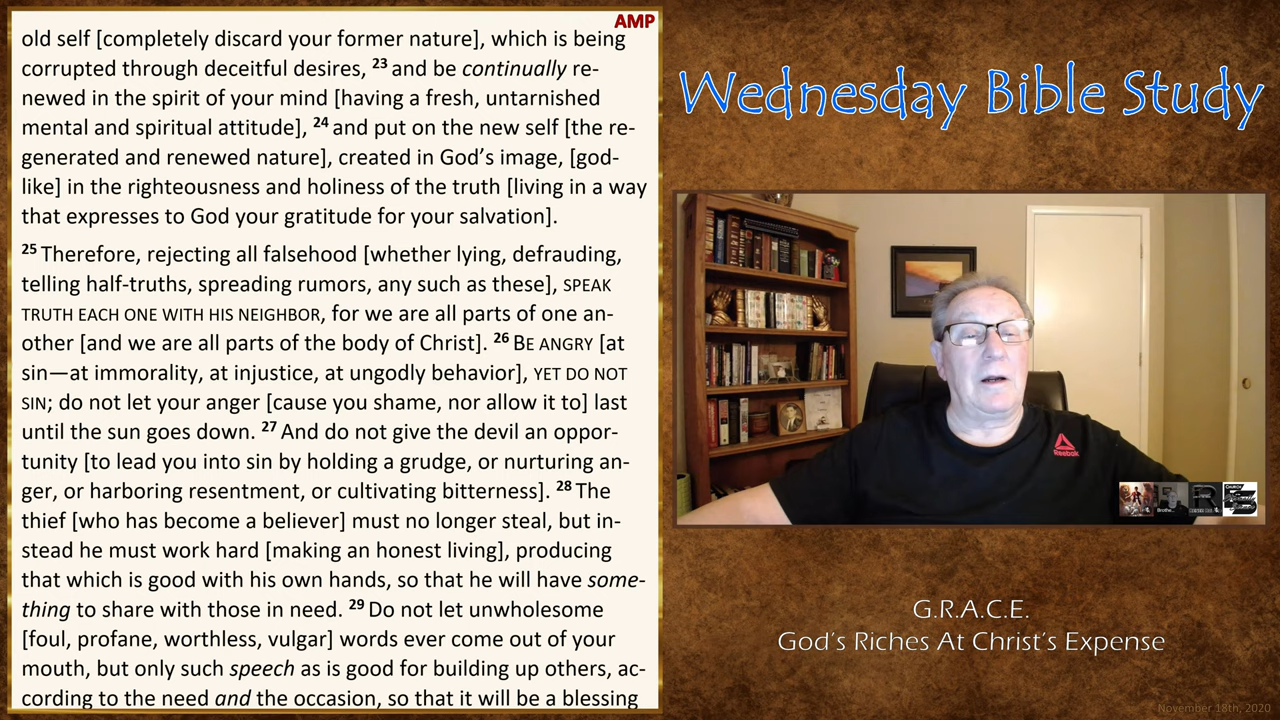 AMP
old self [completely discard your former nature], which is being
corrupted through deceitful desires, 23 and be continually re-
newed in the spirit of your mind [having a fresh, untarnished
mental and spiritual attitude], 24 and put on the new self [the re-
generated and renewed nature], created in God’s image, [god-
like] in the righteousness and holiness of the truth [living in a way
that expresses to God your gratitude for your salvation].
25 Therefore, rejecting all falsehood [whether lying, defrauding,
telling half-truths, spreading rumors, any such as these], SPEAK
TRUTH EACH ONE WITH HIS NEIGHBOR, for we are all parts of one an-
other [and we are all parts of the body of Christ]. 26 BE ANGRY [at
sin—at immorality, at injustice, at ungodly behavior], YET DO NOT
SIN; do not let your anger [cause you shame, nor allow it to] last
until the sun goes down. 27 And do not give the devil an oppor-
tunity [to lead you into sin by holding a grudge, or nurturing an-
ger, or harboring resentment, or cultivating bitterness]. 28 The
thief [who has become a believer] must no longer steal, but in-
stead he must work hard [making an honest living], producing
that which is good with his own hands, so that he will have some-
thing to share with those in need. 29 Do not let unwholesome
[foul, profane, worthless, vulgar] words ever come out of your
mouth, but only such speech as is good for building up others, ac-
cording to the need and the occasion, so that it will be a blessing
Wednesday Bible Study
Reebok
Brothe...
CHURCH
G.R.A.C.E.
God’s Riches At Christ’s Expense
November 18th, 2020